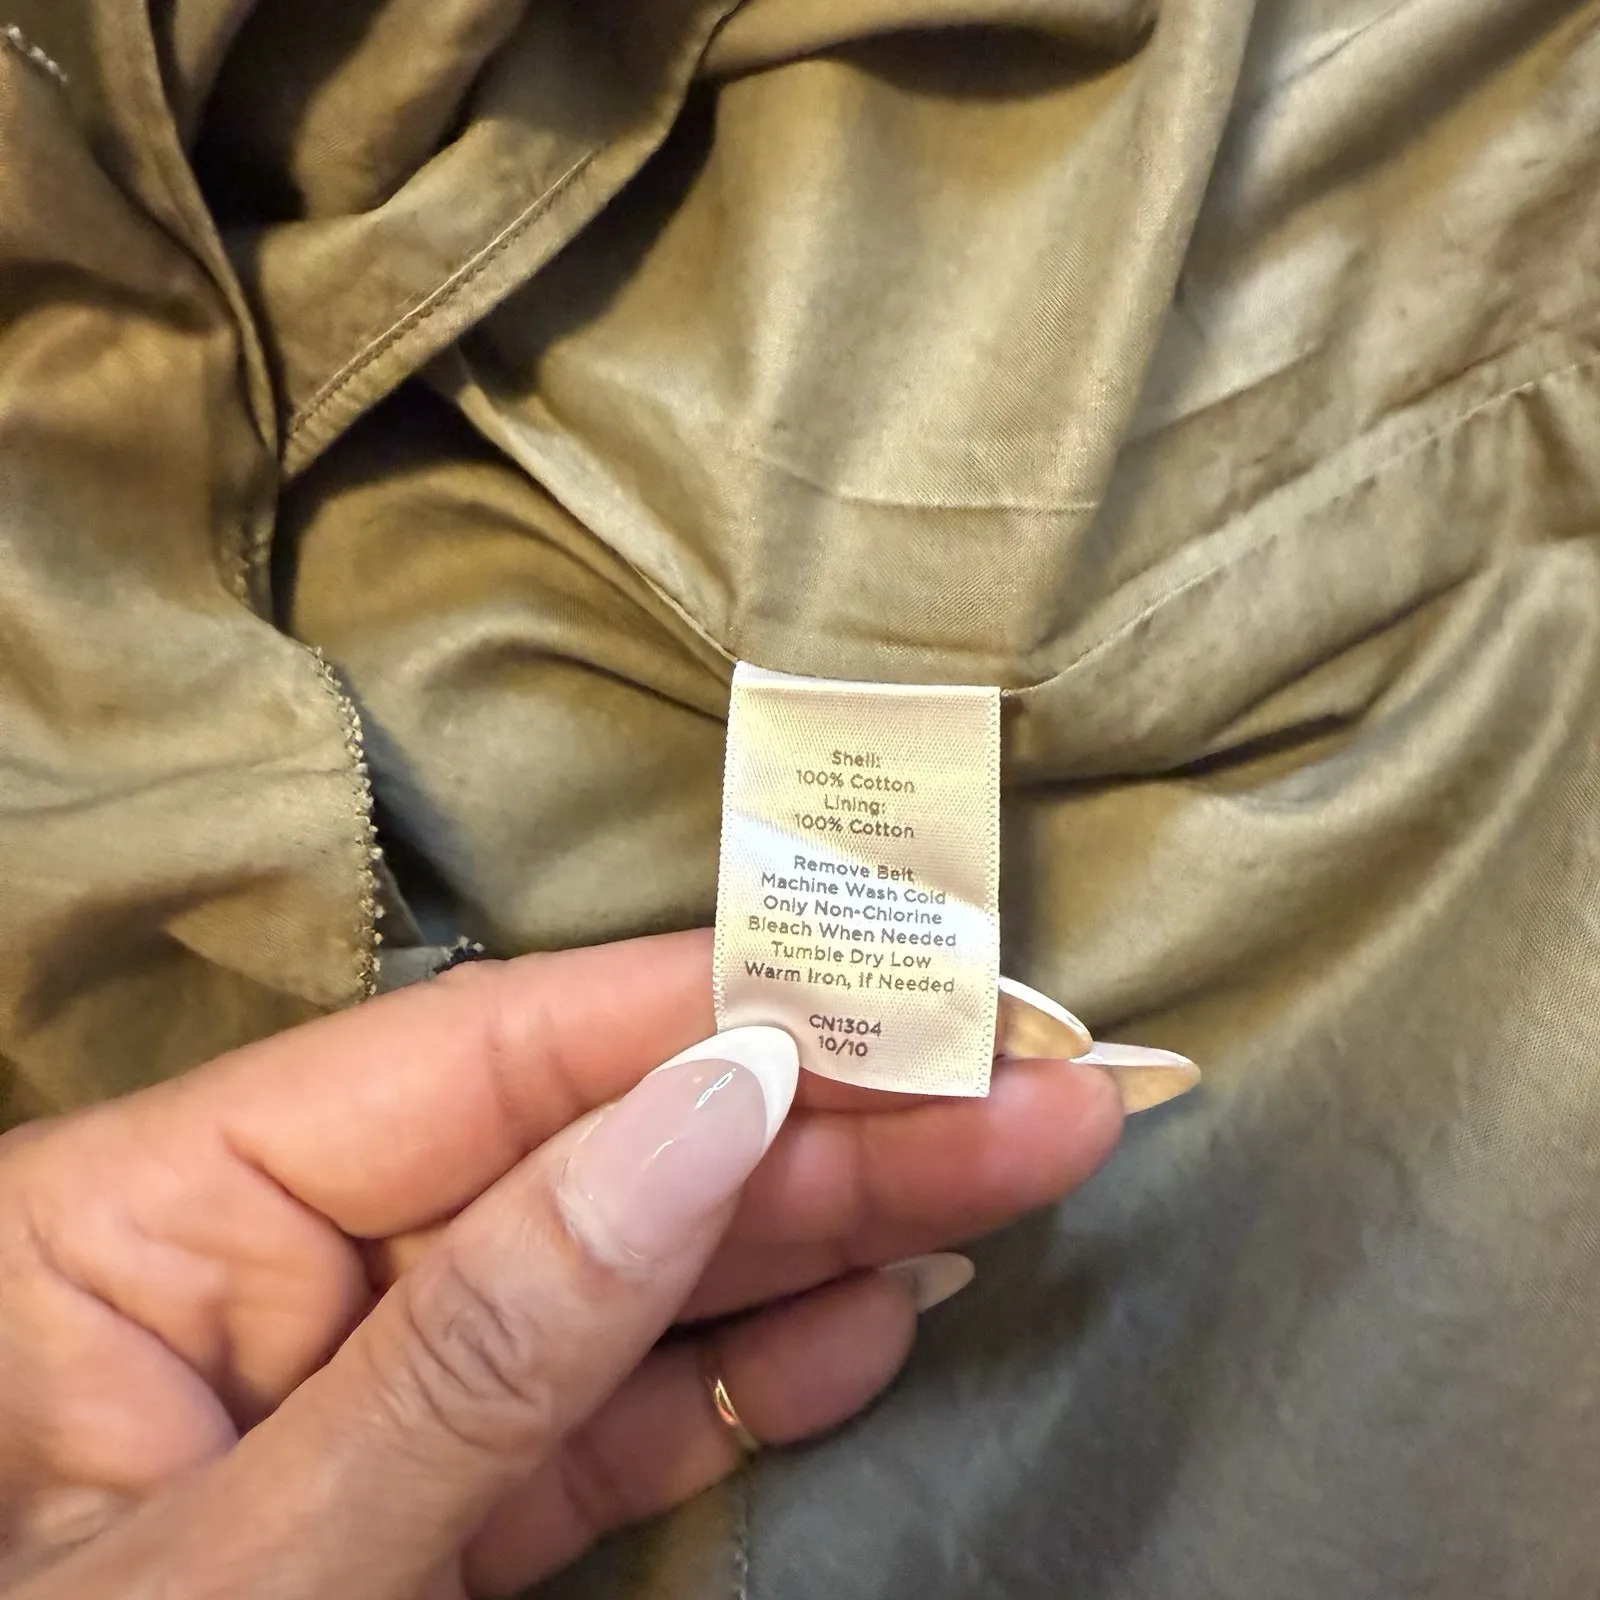 Shell:
100% Cotton
Lining:
100% Cotton
Remove Belt
Machine Wash Cold
Only Non-Chlorine
Bleach When Needed
Tumble Dry Low
Warm Iron, If Needed
CN1304
10/10